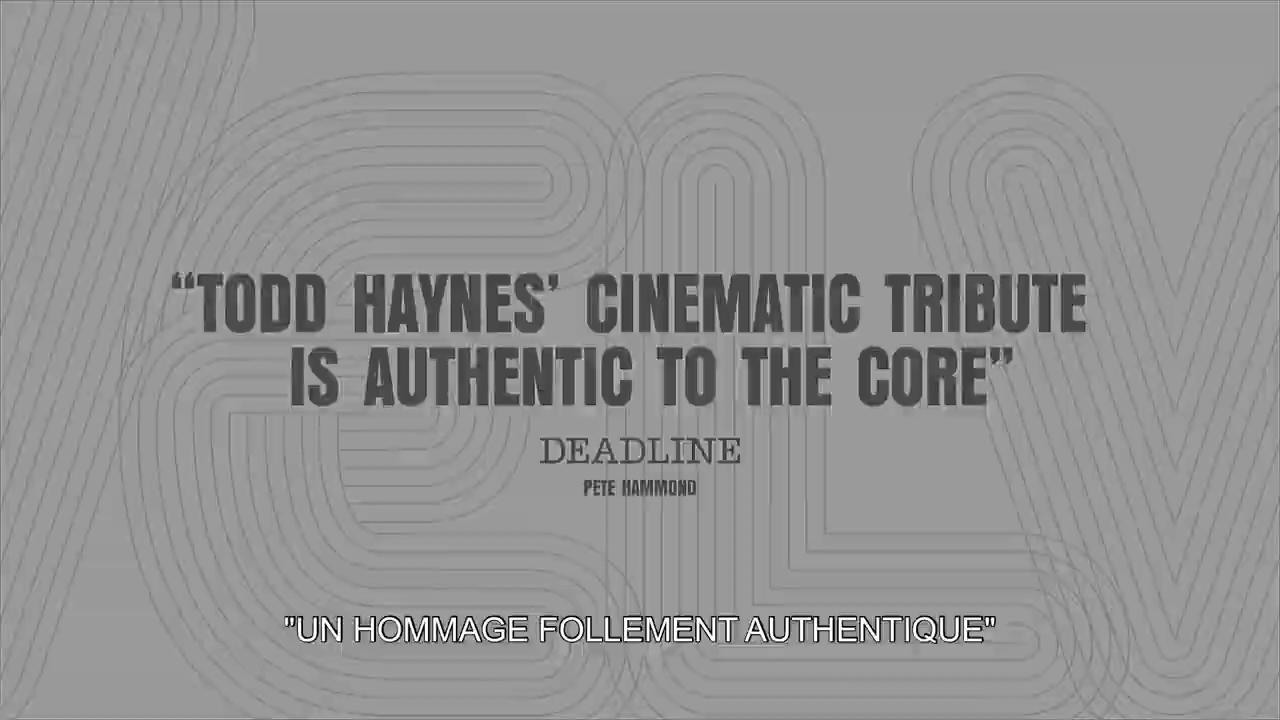 “TODD HAYNES’ CINEMATIC TRIBUTE
IS AUTHENTIC TO THE CORE”
DEADLINE
PETE HAMMOND
"UN HOMMAGE FOLLEMENT AUTHENTIQUE"